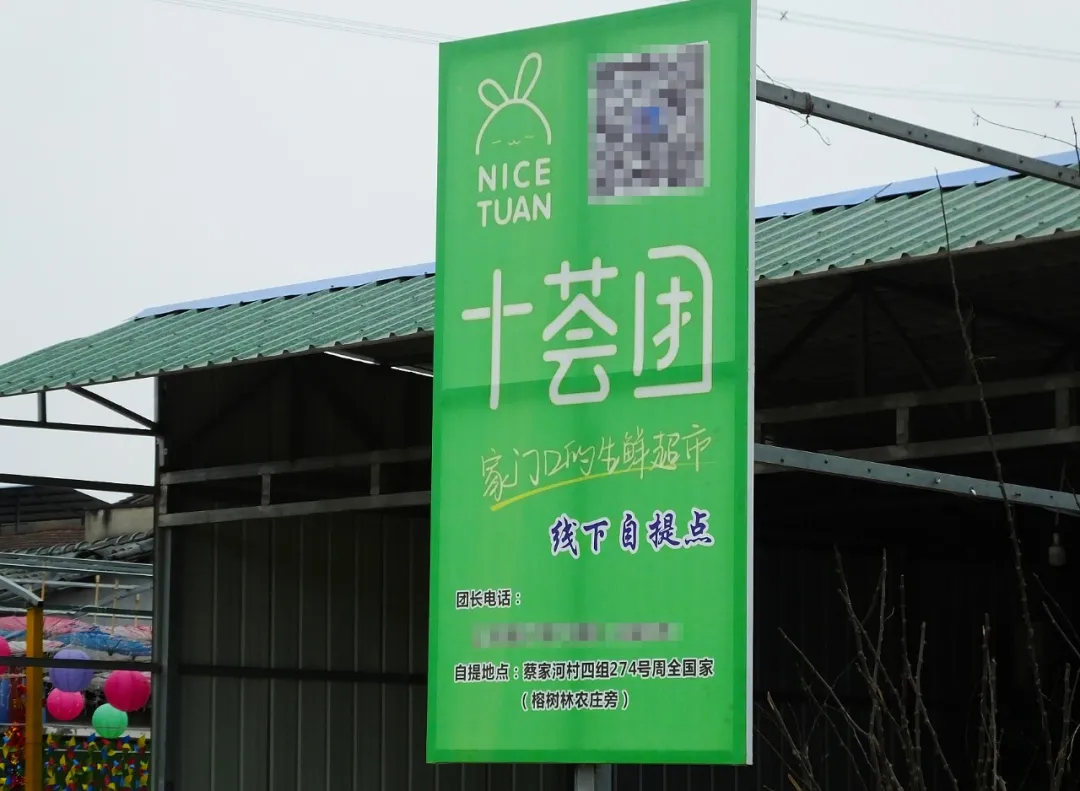 NICE
TUAN
十荟团
家门口的生鲜超市
线下自提点
团长电话：
自提地点：蔡家河村四组274号周全国家
（榕树林农庄旁）